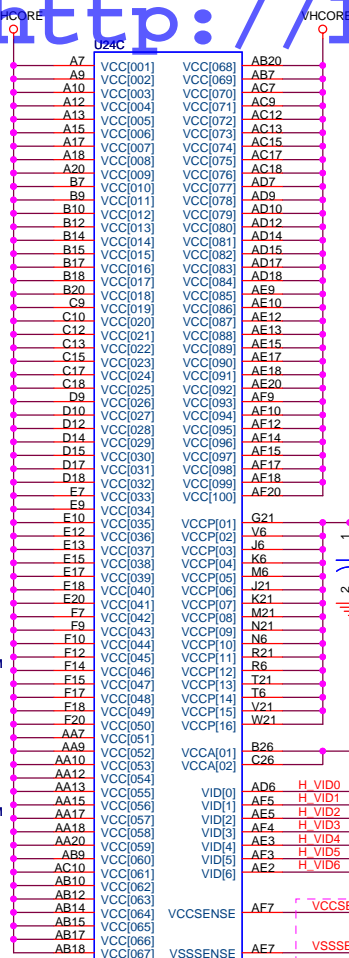 http://
VHCORE VHCORE
U24C
A7 VCC[001] VCC[068] AB20
A9 VCC[002] VCC[069] AB7
A10 VCC[003] VCC[070] AC7
A12 VCC[004] VCC[071] AC9
A13 VCC[005] VCC[072] AC12
A15 VCC[006] VCC[073] AC13
A17 VCC[007] VCC[074] AC15
A18 VCC[008] VCC[075] AC17
A20 VCC[009] VCC[076] AC18
B7 VCC[010] VCC[077] AD7
B9 VCC[011] VCC[078] AD9
B10 VCC[012] VCC[079] AD10
B12 VCC[013] VCC[080] AD12
B14 VCC[014] VCC[081] AD14
B15 VCC[015] VCC[082] AD15
B17 VCC[016] VCC[083] AD17
B18 VCC[017] VCC[084] AD18
B20 VCC[018] VCC[085] AE9
C9 VCC[019] VCC[086] AE10
C10 VCC[020] VCC[087] AE12
C12 VCC[021] VCC[088] AE13
C13 VCC[022] VCC[089] AE15
C15 VCC[023] VCC[090] AE17
C17 VCC[024] VCC[091] AE18
C18 VCC[025] VCC[092] AE20
D9 VCC[026] VCC[093] AF9
D10 VCC[027] VCC[094] AF10
D12 VCC[028] VCC[095] AF12
D14 VCC[029] VCC[096] AF14
D15 VCC[030] VCC[097] AF15
D17 VCC[031] VCC[098] AF17
D18 VCC[032] VCC[099] AF18
E7 VCC[033] VCC[100] AF20
E9 VCC[034]
E10 VCC[035] VCCP[01] G21
E12 VCC[036] VCCP[02] V6 1
E13 VCC[037] VCCP[03] J6
E15 VCC[038] VCCP[04] K6
E17 VCC[039] VCCP[05] M6
E18 VCC[040] VCCP[06] J21 2
E20 VCC[041] VCCP[07] K21
F7 VCC[042] VCCP[08] M21
F9 VCC[043] VCCP[09] N21
F10 VCC[044] VCCP[10] N6
F12 VCC[045] VCCP[11] R21
F14 VCC[046] VCCP[12] R6
F15 VCC[047] VCCP[13] T21
F17 VCC[048] VCCP[14] T6
F18 VCC[049] VCCP[15] V21
F20 VCC[050] VCCP[16] W21
AA7 VCC[051]
AA9 VCC[052] VCCA[01] B26
AA10 VCC[053] VCCA[02] C26
AA12 VCC[054]
AA13 VCC[055] VID[0] AD6 H_VID0
AA15 VCC[056] VID[1] AF5 H_VID1
AA17 VCC[057] VID[2] AE5 H_VID2
AA18 VCC[058] VID[3] AF4 H_VID3
AA20 VCC[059] VID[4] AE3 H_VID4
AB9 VCC[060] VID[5] AF3 H_VID5
AC10 VCC[061] VID[6] AE2 H_VID6
AB10 VCC[062]
AB12 VCC[063]
AB14 VCC[064] VCCSENSE AF7 VCCSE
AB15 VCC[065]
AB17 VCC[066]
AB18 VCC[067] VSSSENSE AE7 VSSSE